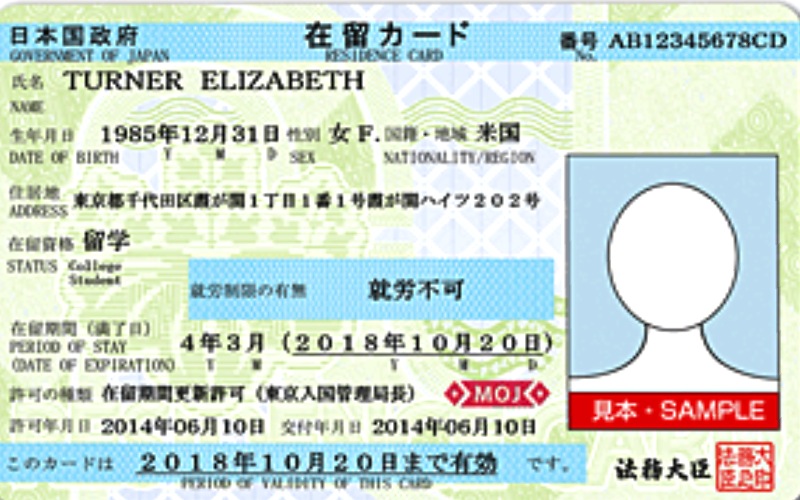 日本国政府 在留カード 番号 AB12345678CD
GOVERNMENT OF JAPAN RESIDENCE CARD No.
氏名 TURNER ELIZABETH
NAME
生年月日 1985年12月31日 性別 女 F. 国籍・地域 米国
DATE OF BIRTH Y M D SEX NATIONALITY/REGION
住居地 東京都千代田区霞が関1丁目1番1号霞が関ハイツ202号
ADDRESS
在留資格 留学
STATUS College
Student
就労制限の有無 就労不可
在留期間(満了日) 4年3月(2018年10月20日)
PERIOD OF STAY
(DATE OF EXPIRATION) Y M Y M D
許可の種類 在留期間更新許可(東京入国管理局長) MOJ
見本・SAMPLE
許可年月日 2014年06月10日 交付年月日 2014年06月10日
このカードは 2018年10月20日まで有効 です。
PERIOD OF VALIDITY OF THIS CARD
法務大臣